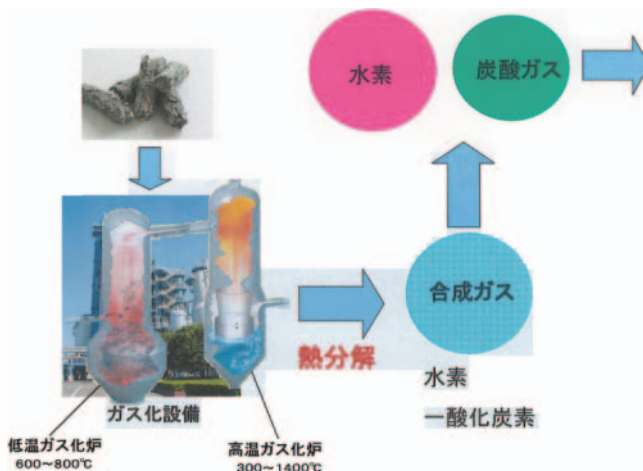 水素
炭酸ガス
合成ガス
熱分解
水素
一酸化炭素
ガス化設備
低温ガス化炉
600～800℃
高温ガス化炉
300～1400℃